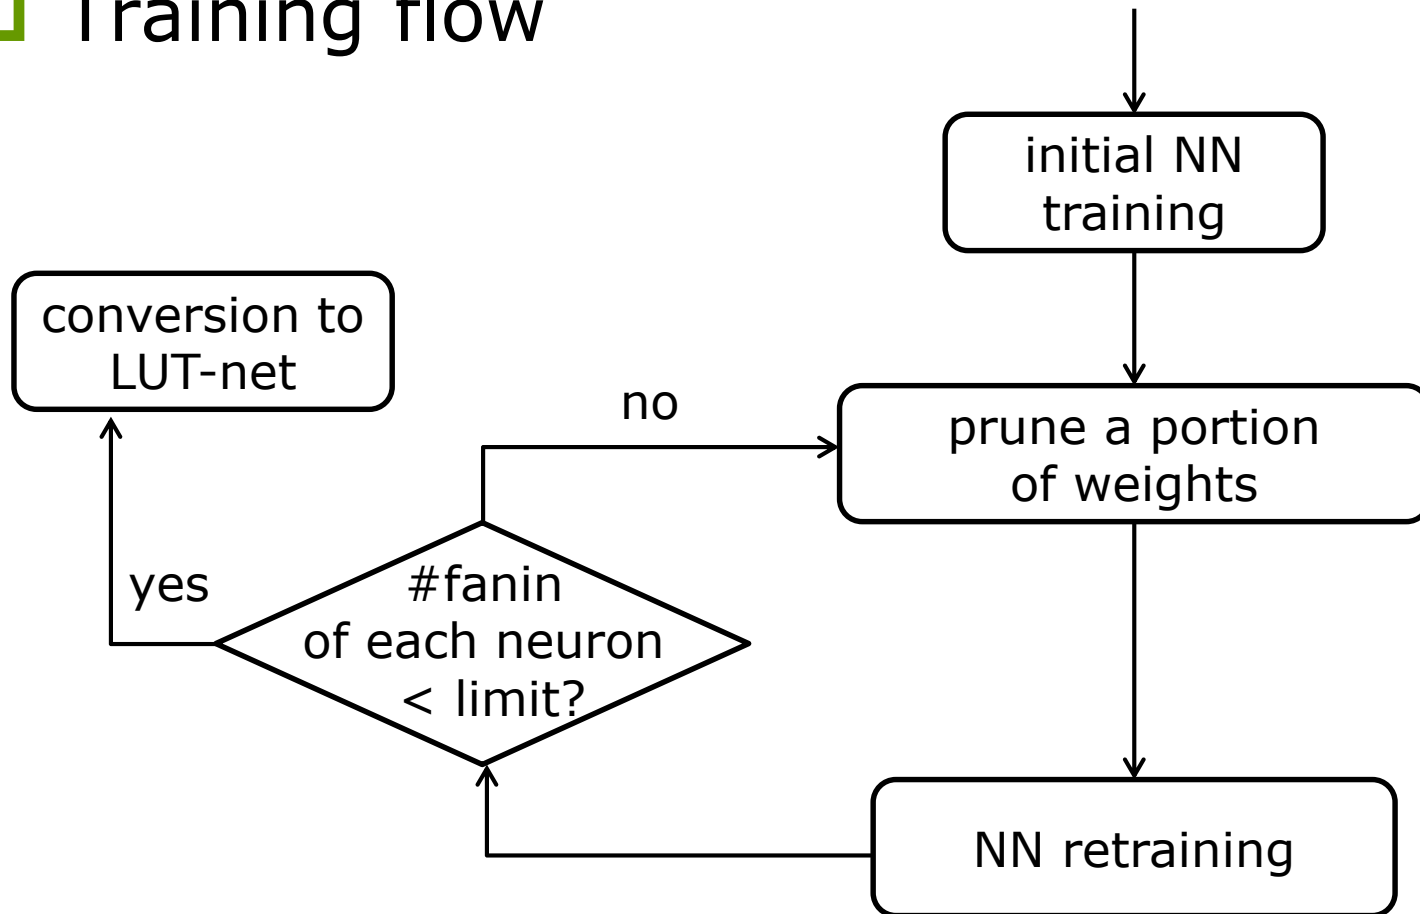 Training flow
initial NN
training
conversion to
LUT-net
no
prune a portion
of weights
yes
#fanin
of each neuron
< limit?
NN retraining